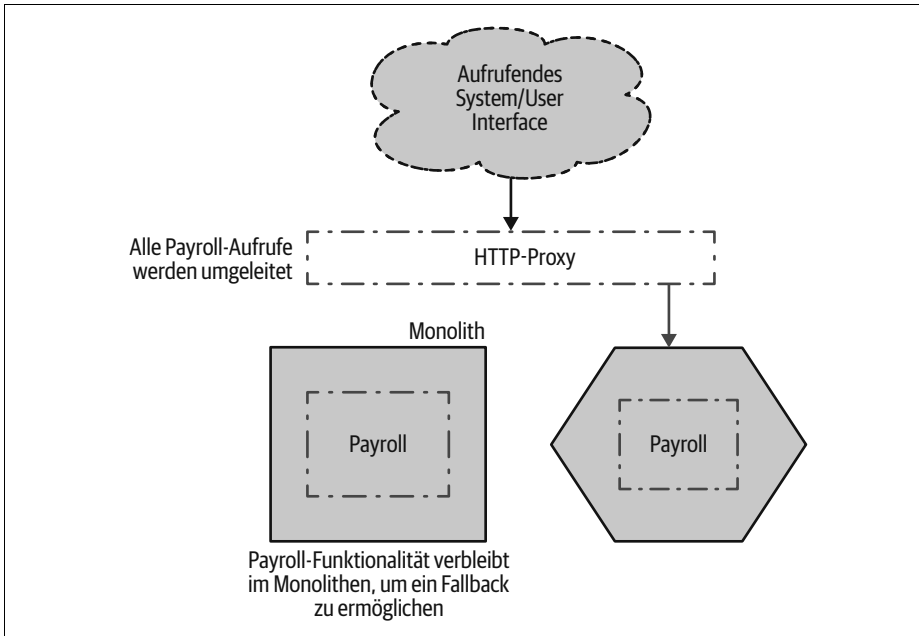 Aufrufendes
System/User
Interface
Alle Payroll-Aufrufe
werden umgeleitet
HTTP-Proxy
Monolith
Payroll
Payroll
Payroll-Funktionalität verbleibt
im Monolithen, um ein Fallback
zu ermöglichen